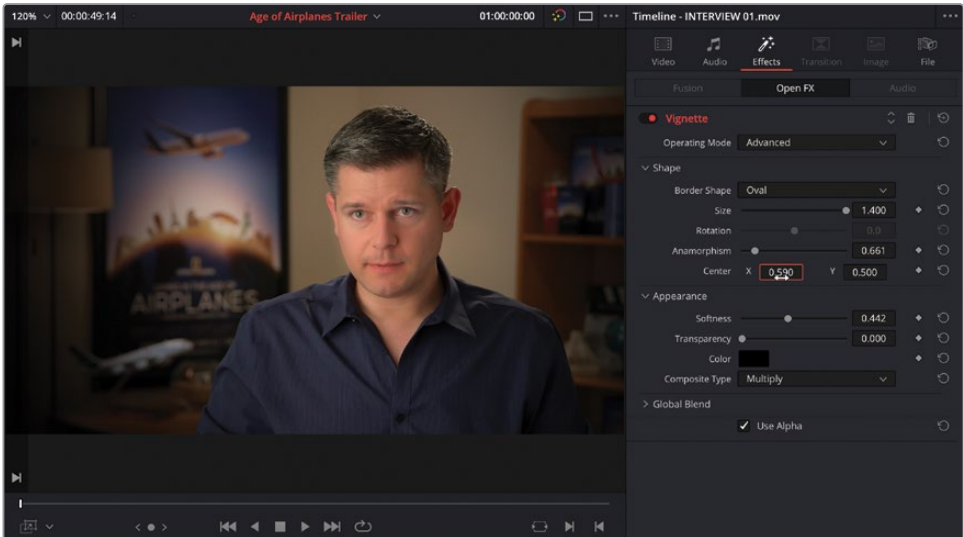 120% 00:00:49:14 Age of Airplanes Trailer 01:00:00:00 Timeline - INTERVIEW 01.mov
Video Audio Effects Transition Image File
Fusion Open FX Audio
Vignette
Operating Mode Advanced
Shape
Border Shape Oval
Size 1.400
Rotation 0.0
Anamorphism 0.661
Center X 0.590 Y 0.500
Appearance
Softness 0.442
Transparency 0.000
Color
Composite Type Multiply
Global Blend
Use Alpha
AIRPLANES